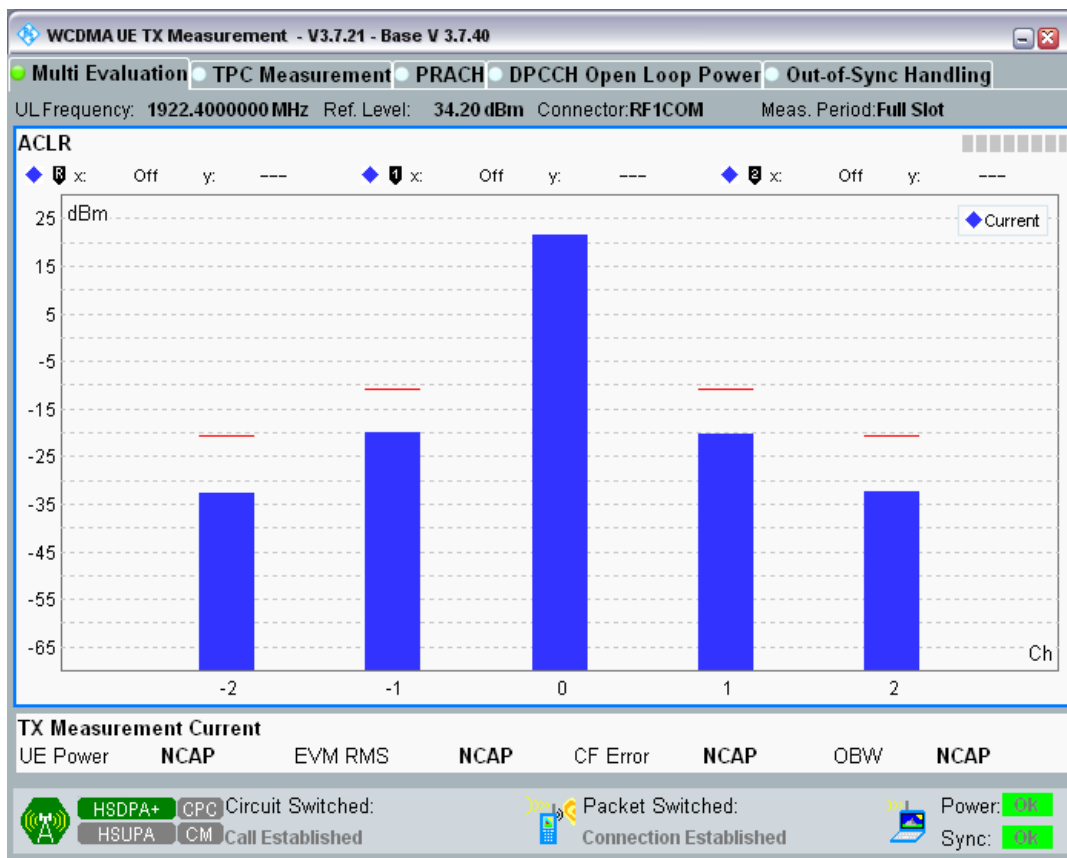 WCDMA UE TX Measurement - V3.7.21 - Base V 3.7.40
Multi Evaluation TPC Measurement PRACH DPCCH Open Loop Power Out-of-Sync Handling
UL Frequency: 1922.4000000 MHz Ref. Level: 34.20 dBm Connector:RF1COM Meas. Period:Full Slot
ACLR
R x: Off y: --- 1 x: Off y: --- 2 x: Off y: ---
dBm
Current
25
15
5
-5
-15
-25
-35
-45
-55
-65
Ch
-2 -1 0 1 2
TX Measurement Current
UE Power NCAP EVM RMS NCAP CF Error NCAP OBW NCAP
HSDPA+ CPC Circuit Switched: Packet Switched: Power: Ok
HSUPA CM Call Established Connection Established Sync: Ok